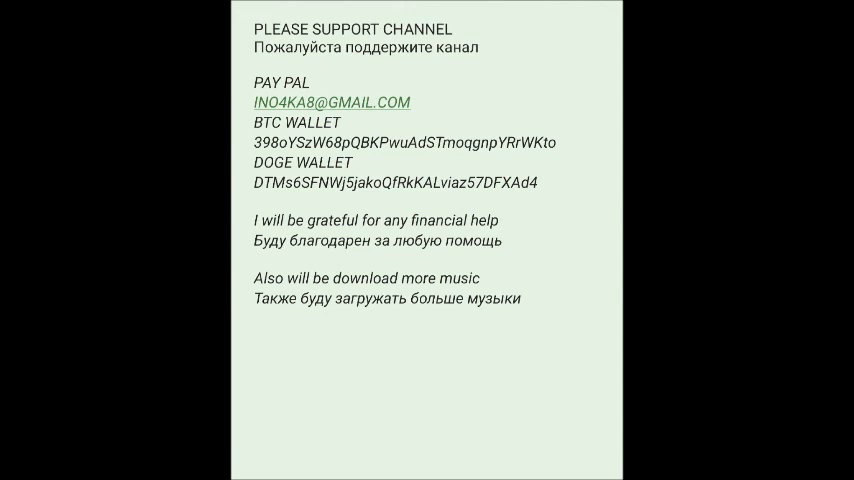 PLEASE SUPPORT CHANNEL
Пожалуйста поддержите канал
PAY PAL
INO4KA8@GMAIL.COM
BTC WALLET
398oYSzW68pQBKPwuAdSTmoqgnpYRrWKto
DOGE WALLET
DTMs6SFNWj5jakoQfRkKALviaz57DFXAd4
I will be grateful for any financial help
Буду благодарен за любую помощь
Also will be download more music
Также буду загружать больше музыки